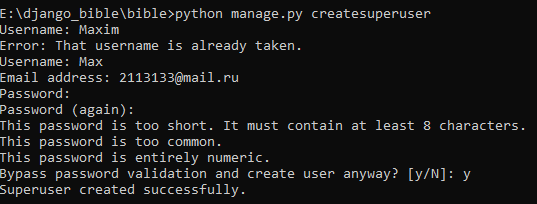 E:\django_bible\bible>python manage.py createsuperuser
Username: Maxim
Error: That username is already taken.
Username: Max
Email address: 2113133@mail.ru
Password:
Password (again):
This password is too short. It must contain at least 8 characters.
This password is too common.
This password is entirely numeric.
Bypass password validation and create user anyway? [y/N]: y
Superuser created successfully.